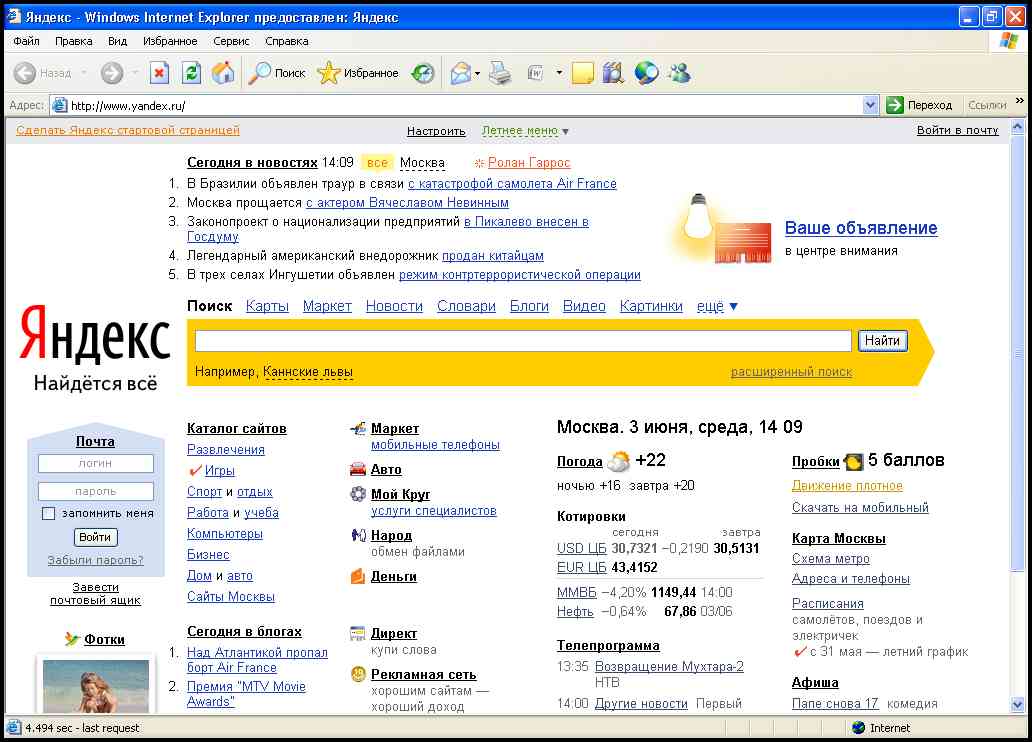 Яндекс - Windows Internet Explorer предоставлен: Яндекс
Файл Правка Вид Избранное Сервис Справка
Назад Поиск Избранное
Адрес: http://www.yandex.ru/ Переход Ссылки »
Сделать Яндекс стартовой страницей Настроить Летнее меню ▼ Войти в почту
Сегодня в новостях 14:09 все Москва Ролан Гаррос
1. В Бразилии объявлен траур в связи с катастрофой самолета Air France
2. Москва прощается с актером Вячеславом Невинным
3. Законопроект о национализации предприятий в Пикалево внесен в
Госдуму
4. Легендарный американский внедорожник продан китайцам
5. В трех селах Ингушетии объявлен режим контртеррористической операции
Ваше объявление
в центре внимания
Поиск Карты Маркет Новости Словари Блоги Видео Картинки ещё ▼
Яндекс
Найдётся всё
Найти
Например, Каннские львы расширенный поиск
Почта
логин
пароль
запомнить меня
Войти
Забыли пароль?
Завести
почтовый ящик
Фотки
Каталог сайтов
Развлечения
Игры
Спорт и отдых
Работа и учеба
Компьютеры
Бизнес
Дом и авто
Сайты Москвы
Сегодня в блогах
1. Над Атлантикой пропал
борт Air France
2. Премия "MTV Movie
Awards"
Маркет
мобильные телефоны
Авто
Мой Круг
услуги специалистов
Народ
обмен файлами
Деньги
Директ
купи слова
Рекламная сеть
хорошим сайтам —
хороший доход
Москва. 3 июня, среда, 14 09
Погода +22
ночью +16 завтра +20
Котировки
сегодня завтра
USD ЦБ 30,7321 −0,2190 30,5131
EUR ЦБ 43,4152
ММВБ −4,20% 1149,44 14:00
Нефть −0,64% 67,86 03/06
Телепрограмма
13:35 Возвращение Мухтара-2
НТВ
14:00 Другие новости Первый
Пробки 5 баллов
Движение плотное
Скачать на мобильный
Карта Москвы
Схема метро
Адреса и телефоны
Расписания
самолётов, поездов и
электричек
с 31 мая — летний график
Афиша
Папе:снова 17 комедия
4.494 sec - last request Internet